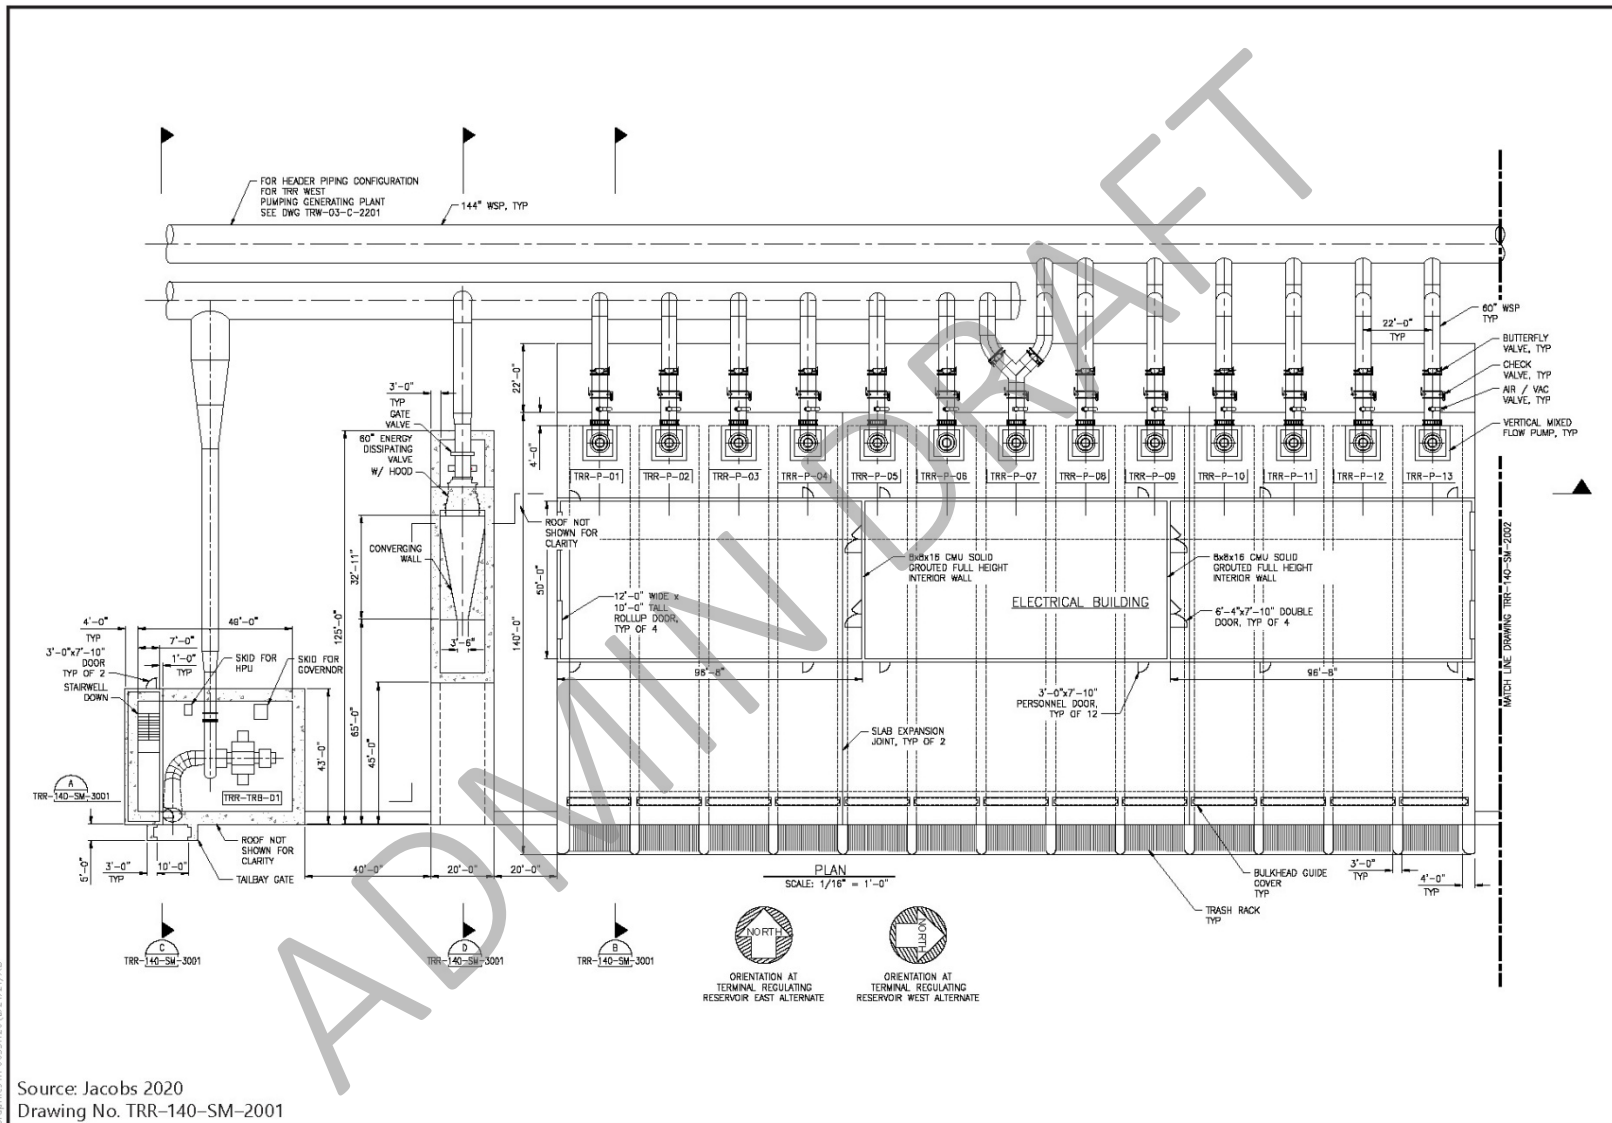 FOR HEADER PIPING CONFIGURATION
FOR TRR WEST
PUMPING GENERATING PLANT
SEE DWG TRW-03-C-2201
144" WSP, TYP
60" WSP
TYP
22'-0"
TYP
BUTTERFLY
VALVE, TYP
CHECK
VALVE, TYP
AIR / VAC
VALVE, TYP
VERTICAL MIXED
FLOW PUMP, TYP
22'-0"
4'-0"
3'-0"
TYP
GATE
VALVE
60" ENERGY
DISSIPATING
VALVE
W/ HOOD
TRR-P-01
TRR-P-02
TRR-P-03
TRR-P-04
TRR-P-05
TRR-P-06
TRR-P-07
TRR-P-08
TRR-P-09
TRR-P-10
TRR-P-11
TRR-P-12
TRR-P-13
ROOF NOT
SHOWN FOR
CLARITY
CONVERGING
WALL
32'-11"
125'-0"
140'-0"
50'-0"
8x8x16 CMU SOLID
GROUTED FULL HEIGHT
INTERIOR WALL
8x8x16 CMU SOLID
GROUTED FULL HEIGHT
INTERIOR WALL
ELECTRICAL BUILDING
12'-0" WIDE x
10'-0" TALL
ROLLUP DOOR,
TYP OF 4
6'-4"x7'-10" DOUBLE
DOOR, TYP OF 4
MATCH LINE DRAWING TRR-140-SM-2002
4'-0"
TYP
48'-0"
7'-0"
1'-0"
TYP
3'-0"x7'-10"
DOOR
TYP OF 2
STAIRWELL
DOWN
SKID FOR
HPU
SKID FOR
GOVERNOR
3'-6"
96'-8"
96'-8"
3'-0"x7'-10"
PERSONNEL DOOR,
TYP OF 12
SLAB EXPANSION
JOINT, TYP OF 2
65'-0"
45'-0"
43'-0"
A
TRR-140-SM-3001
TRR-TRB-01
ROOF NOT
SHOWN FOR
CLARITY
TAILBAY GATE
5'-0"
3'-0"
TYP
10'-0"
40'-0"
20'-0"
20'-0"
PLAN
SCALE: 1/16" = 1'-0"
BULKHEAD GUIDE
COVER
TYP
3'-0"
TYP
4'-0"
TYP
TRASH RACK
TYP
C
TRR-140-SM-3001
D
TRR-140-SM-3001
B
TRR-140-SM-3001
NORTH
ORIENTATION AT
TERMINAL REGULATING
RESERVOIR EAST ALTERNATE
NORTH
ORIENTATION AT
TERMINAL REGULATING
RESERVOIR WEST ALTERNATE
ADMIN DRAFT
Source: Jacobs 2020
Drawing No. TRR–140–SM–2001